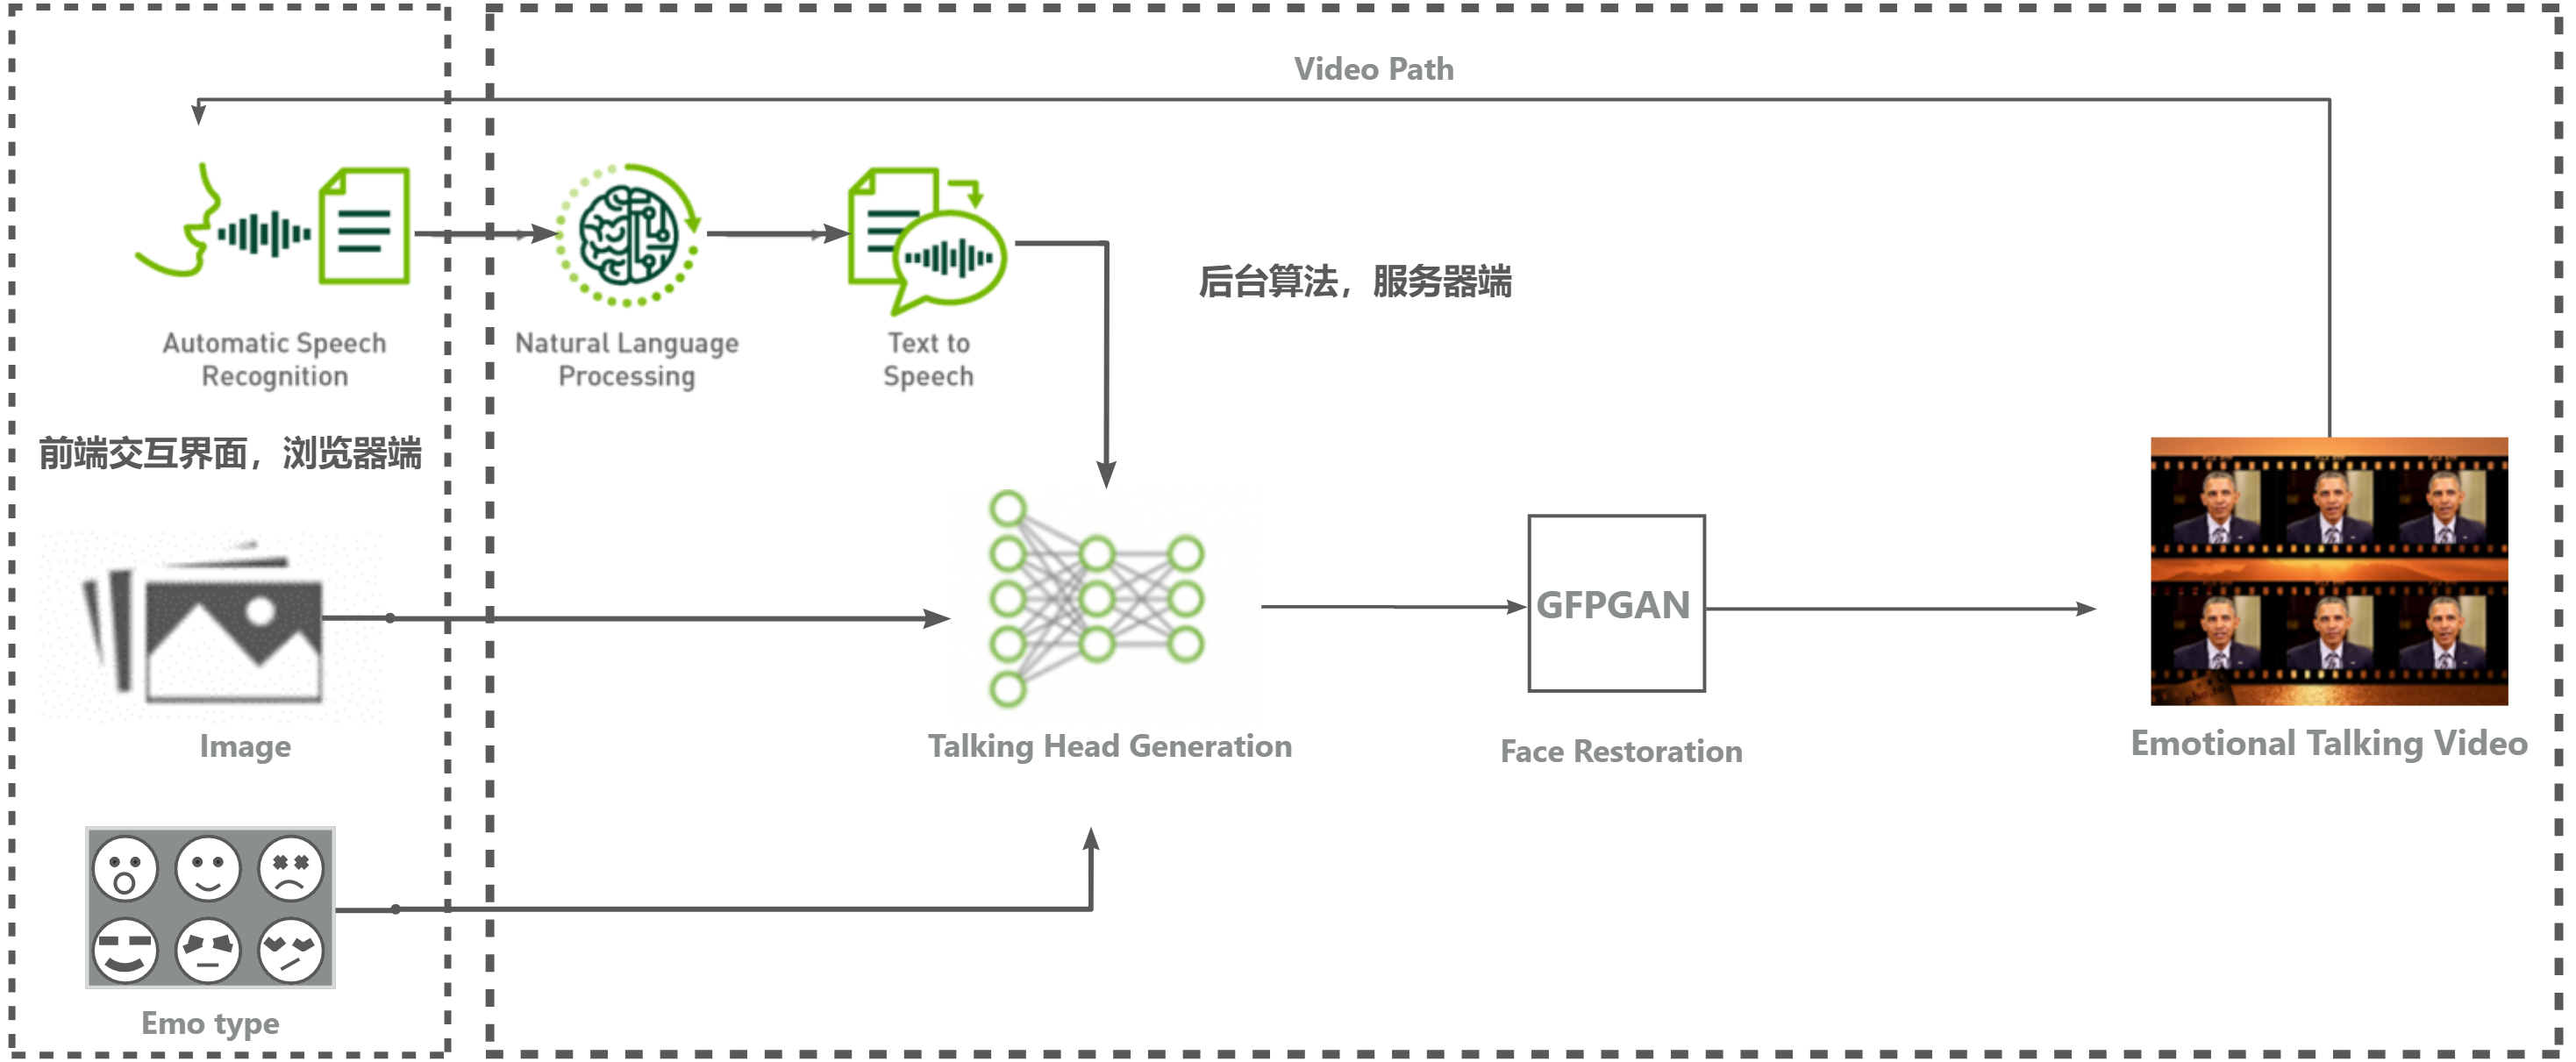 Video Path
Automatic Speech
Recognition
Natural Language
Processing
Text to
Speech
后台算法，服务器端
前端交互界面，浏览器端
GFPGAN
Image
Talking Head Generation
Face Restoration
Emotional Talking Video
Emo type